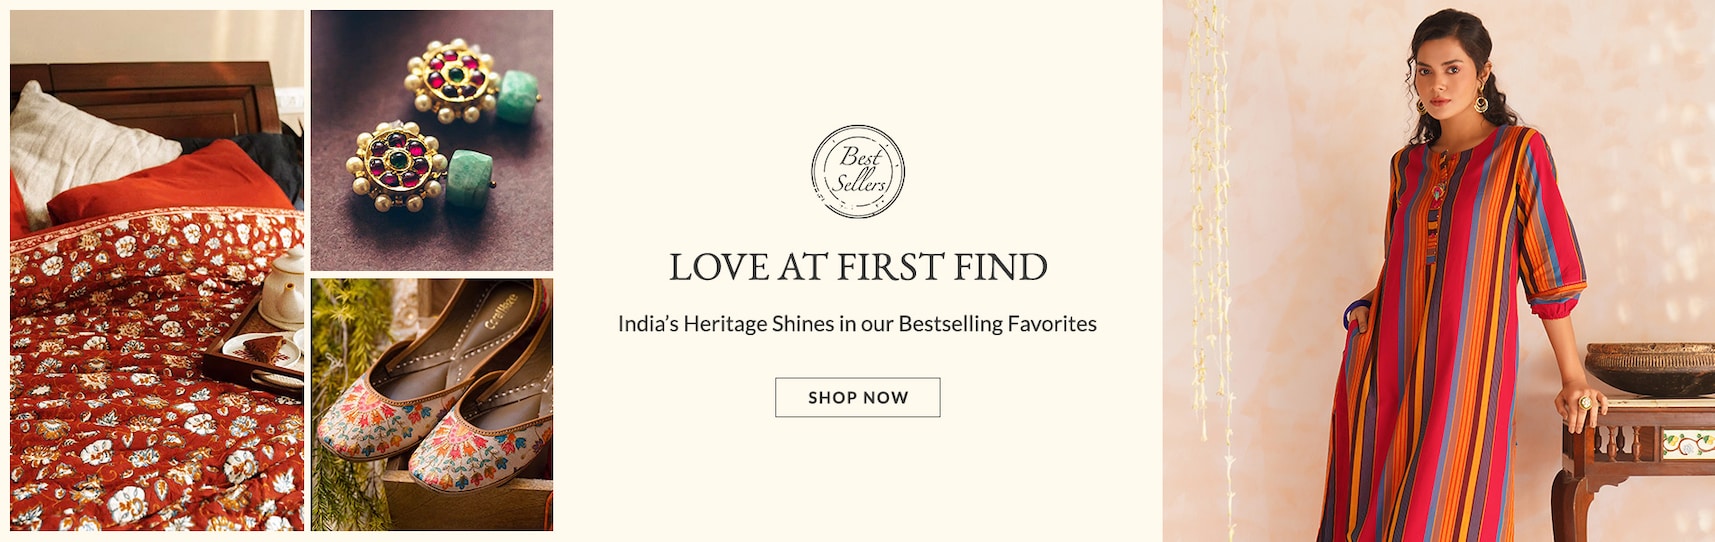 Best
Sellers
LOVE AT FIRST FIND
India's Heritage Shines in our Bestselling Favorites
SHOP NOW